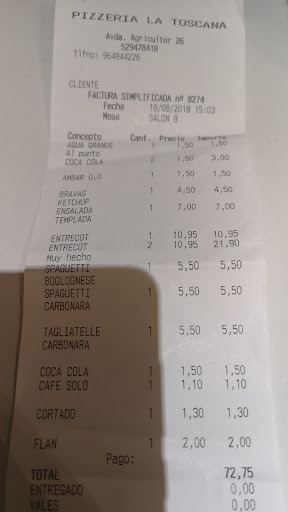 PIZZERIA LA TOSCANA
Avda. Agricultor 26
52947841R
Tlfno: 964844226
CLIENTE
FACTURA SIMPLIFICADA nº 8274
Fecha 18/08/2018 15:03
Mesa SALON 8
Concepto Cant. Precio Importe
AGUA GRANDE 1 1,50 1,50
Al punto
COCA COLA 2 1,50 3,00
AMBAR 0,0 1 1,50 1,50
BRAVAS 1 4,50 4,50
KETCHUP
ENSALADA 1 7,00 7,00
TEMPLADA
ENTRECOT 1 10,95 10,95
ENTRECOT 2 10,95 21,90
Muy hecho
SPAGUETTI 1 5,50 5,50
BOGLOGNESE
SPAGUETTI 1 5,50 5,50
CARBONARA
TAGLIATELLE 1 5,50 5,50
CARBONARA
COCA COLA 1 1,50 1,50
CAFE SOLO 1 1,10 1,10
CORTADO 1 1,30 1,30
FLAN 1 2,00 2,00
Pago:
TOTAL 72,75
ENTREGADO 0,00
VALES 0,00